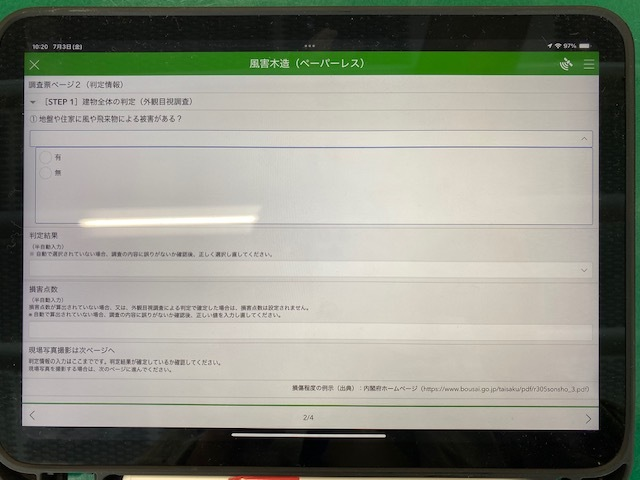 10:20 7月3日(金)
97%
風害木造（ペーパーレス）
調査票ページ２（判定情報）
［STEP 1］建物全体の判定（外観目視調査）
① 地盤や住家に風や飛来物による被害がある？
有
無
判定結果
（半自動入力）
※ 自動で選択されていない場合、調査の内容に誤りがないか確認後、正しく選択し直してください。
損害点数
（半自動入力）
損害点数が算出されていない場合、又は、外観目視調査による判定で確定した場合は、損害点数は設定されません。
※ 自動で算出されていない場合、調査の内容に誤りがないか確認後、正しい値を入力し直してください。
現場写真撮影は次ページへ
判定情報の入力はここまでです。判定結果が確定しているか確認してください。
現場写真を撮影する場合は、次のページに進んでください。
損傷程度の例示（出典）：内閣府ホームページ（https://www.bousai.go.jp/taisaku/pdf/r305sonsho_3.pdf）
2/4